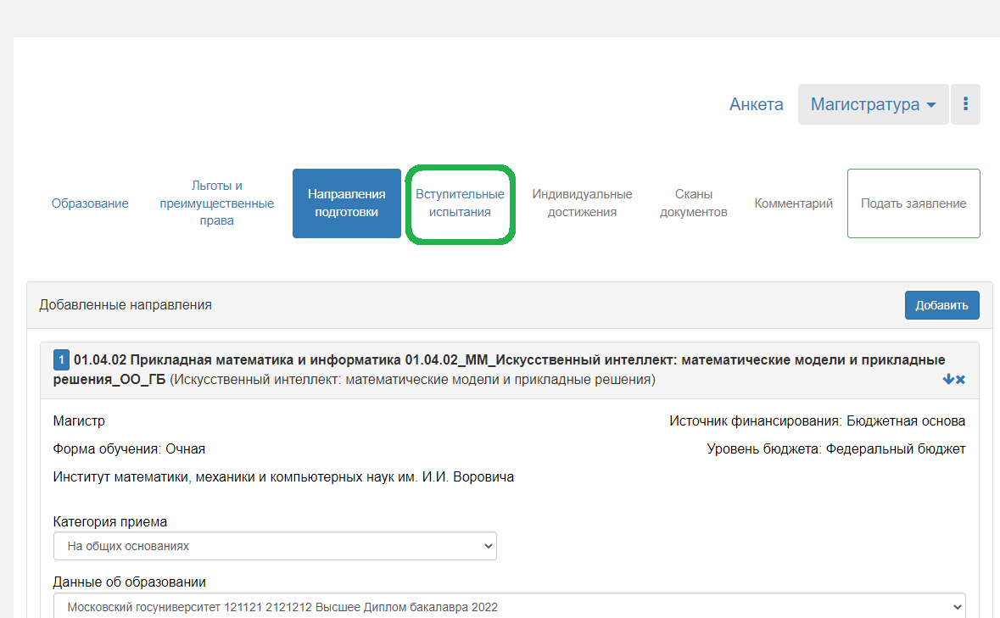 Анкета
Магистратура
Образование
Льготы и
преимущественные
права
Направления
подготовки
Вступительные
испытания
Индивидуальные
достижения
Сканы
документов
Комментарий
Подать заявление
Добавленные направления
Добавить
1 01.04.02 Прикладная математика и информатика 01.04.02_ММ_Искусственный интеллект: математические модели и прикладные
решения_ОО_ГБ (Искусственный интеллект: математические модели и прикладные решения)
Магистр
Источник финансирования: Бюджетная основа
Форма обучения: Очная
Уровень бюджета: Федеральный бюджет
Институт математики, механики и компьютерных наук им. И.И. Воровича
Категория приема
На общих основаниях
Данные об образовании
Московский госуниверситет 121121 2121212 Высшее Диплом бакалавра 2022